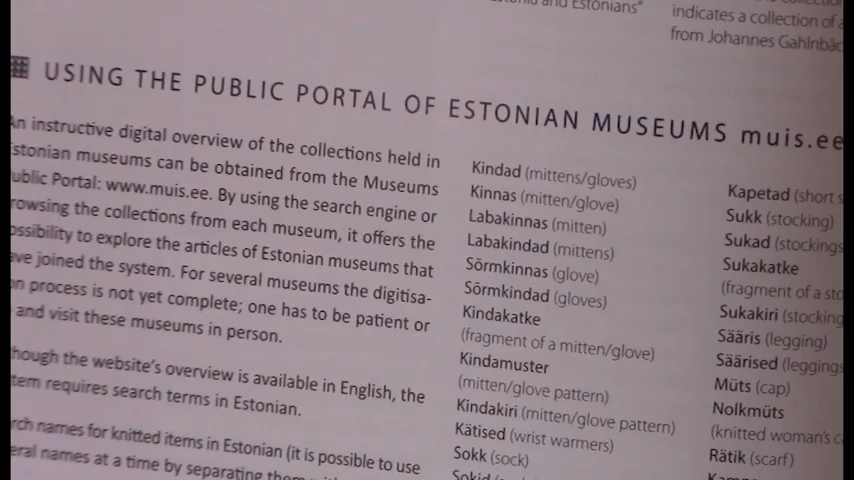 and Estonians"
indicates a collection of
from Johannes
USING THE PUBLIC PORTAL OF ESTONIAN MUSEUMS muis.ee
An instructive digital overview of the collections held in
Estonian museums can be obtained from the Museums
Public Portal: www.muis.ee. By using the search engine or
rowsing the collections from each museum, it offers the
ossibility to explore the articles of Estonian museums that
ave joined the system. For several museums the digitisa-
on process is not yet complete; one has to be patient or
and visit these museums in person.
hough the website's overview is available in English, the
tem requires search terms in Estonian.
rch names for knitted items in Estonian (it is possible to use
eral names at a time by separating them
Kindad (mittens/gloves)
Kinnas (mitten/glove)
Labakinnas (mitten)
Labakindad (mittens)
Sõrmkinnas (glove)
Sõrmkindad (gloves)
Kindakatke
(fragment of a mitten/glove)
Kindamuster
(mitten/glove pattern)
Kindakiri (mitten/glove pattern)
Kätised (wrist warmers)
Sokk (sock)
Kapetad (short s
Sukk (stocking)
Sukad (stockings
Sukakatke
(fragment of a sto
Sukakiri (stocking
Sääris (legging)
Säärised (leggings
Müts (cap)
Nolkmüts
(knitted woman's c
Rätik (scarf)